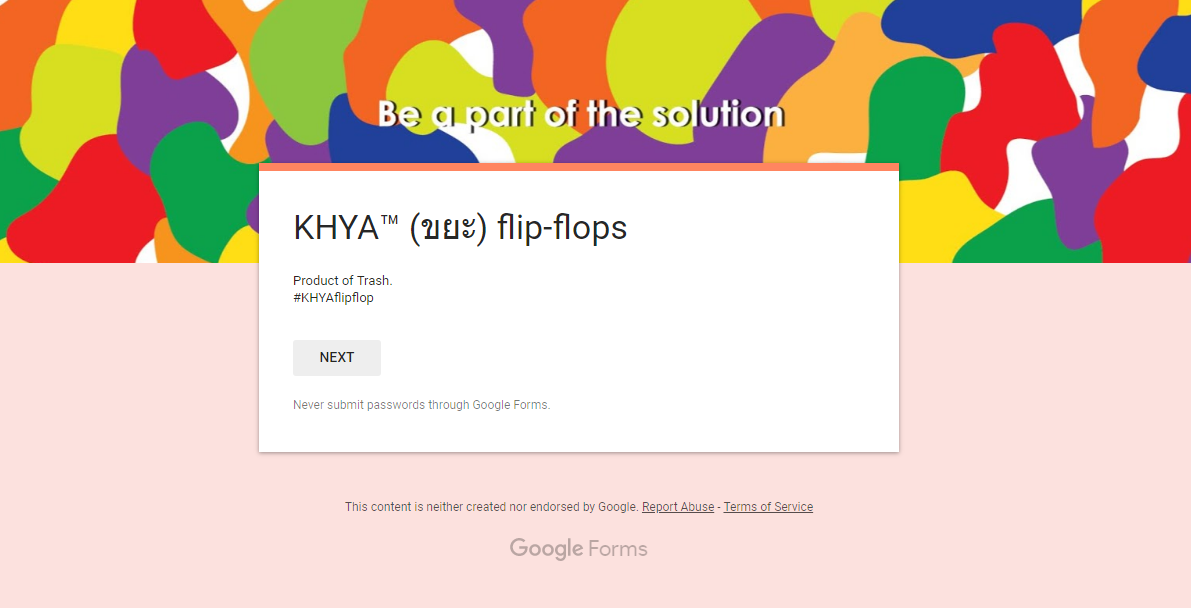 Be a part of the solution
KHYA™ (ขยะ) flip-flops
Product of Trash.
#KHYAflipflop
NEXT
Never submit passwords through Google Forms.
This content is neither created nor endorsed by Google. Report Abuse - Terms of Service
Google Forms